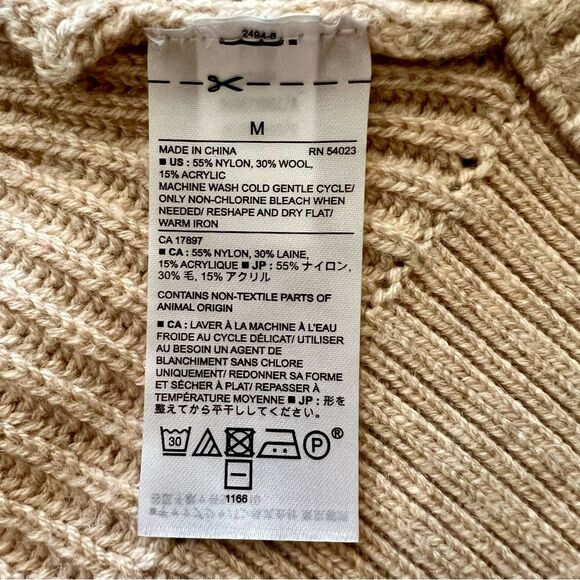 2494-6
M
MADE IN CHINA RN 54023
■ US : 55% NYLON, 30% WOOL,
15% ACRYLIC
MACHINE WASH COLD GENTLE CYCLE/
ONLY NON-CHLORINE BLEACH WHEN
NEEDED/ RESHAPE AND DRY FLAT/
WARM IRON
CA 17897
■ CA : 55% NYLON, 30% LAINE,
15% ACRYLIQUE ■ JP : 55% ナイロン,
30% 毛, 15% アクリル
CONTAINS NON-TEXTILE PARTS OF
ANIMAL ORIGIN
■ CA : LAVER À LA MACHINE À L'EAU
FROIDE AU CYCLE DÉLICAT/ UTILISER
AU BESOIN UN AGENT DE
BLANCHIMENT SANS CHLORE
UNIQUEMENT/ REDONNER SA FORME
ET SÉCHER À PLAT/ REPASSER À
TEMPÉRATURE MOYENNE ■ JP : 形を
整えてから平干ししてください。
30 P ®
1166